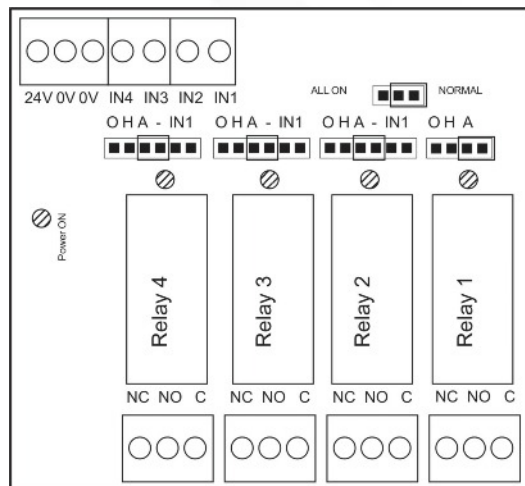 24V 0V 0V IN4 IN3 IN2 IN1
ALL ON NORMAL
O H A - IN1 O H A - IN1 O H A - IN1 O H A
Power ON
Relay 4 Relay 3 Relay 2 Relay 1
NC NO C NC NO C NC NO C NC NO C